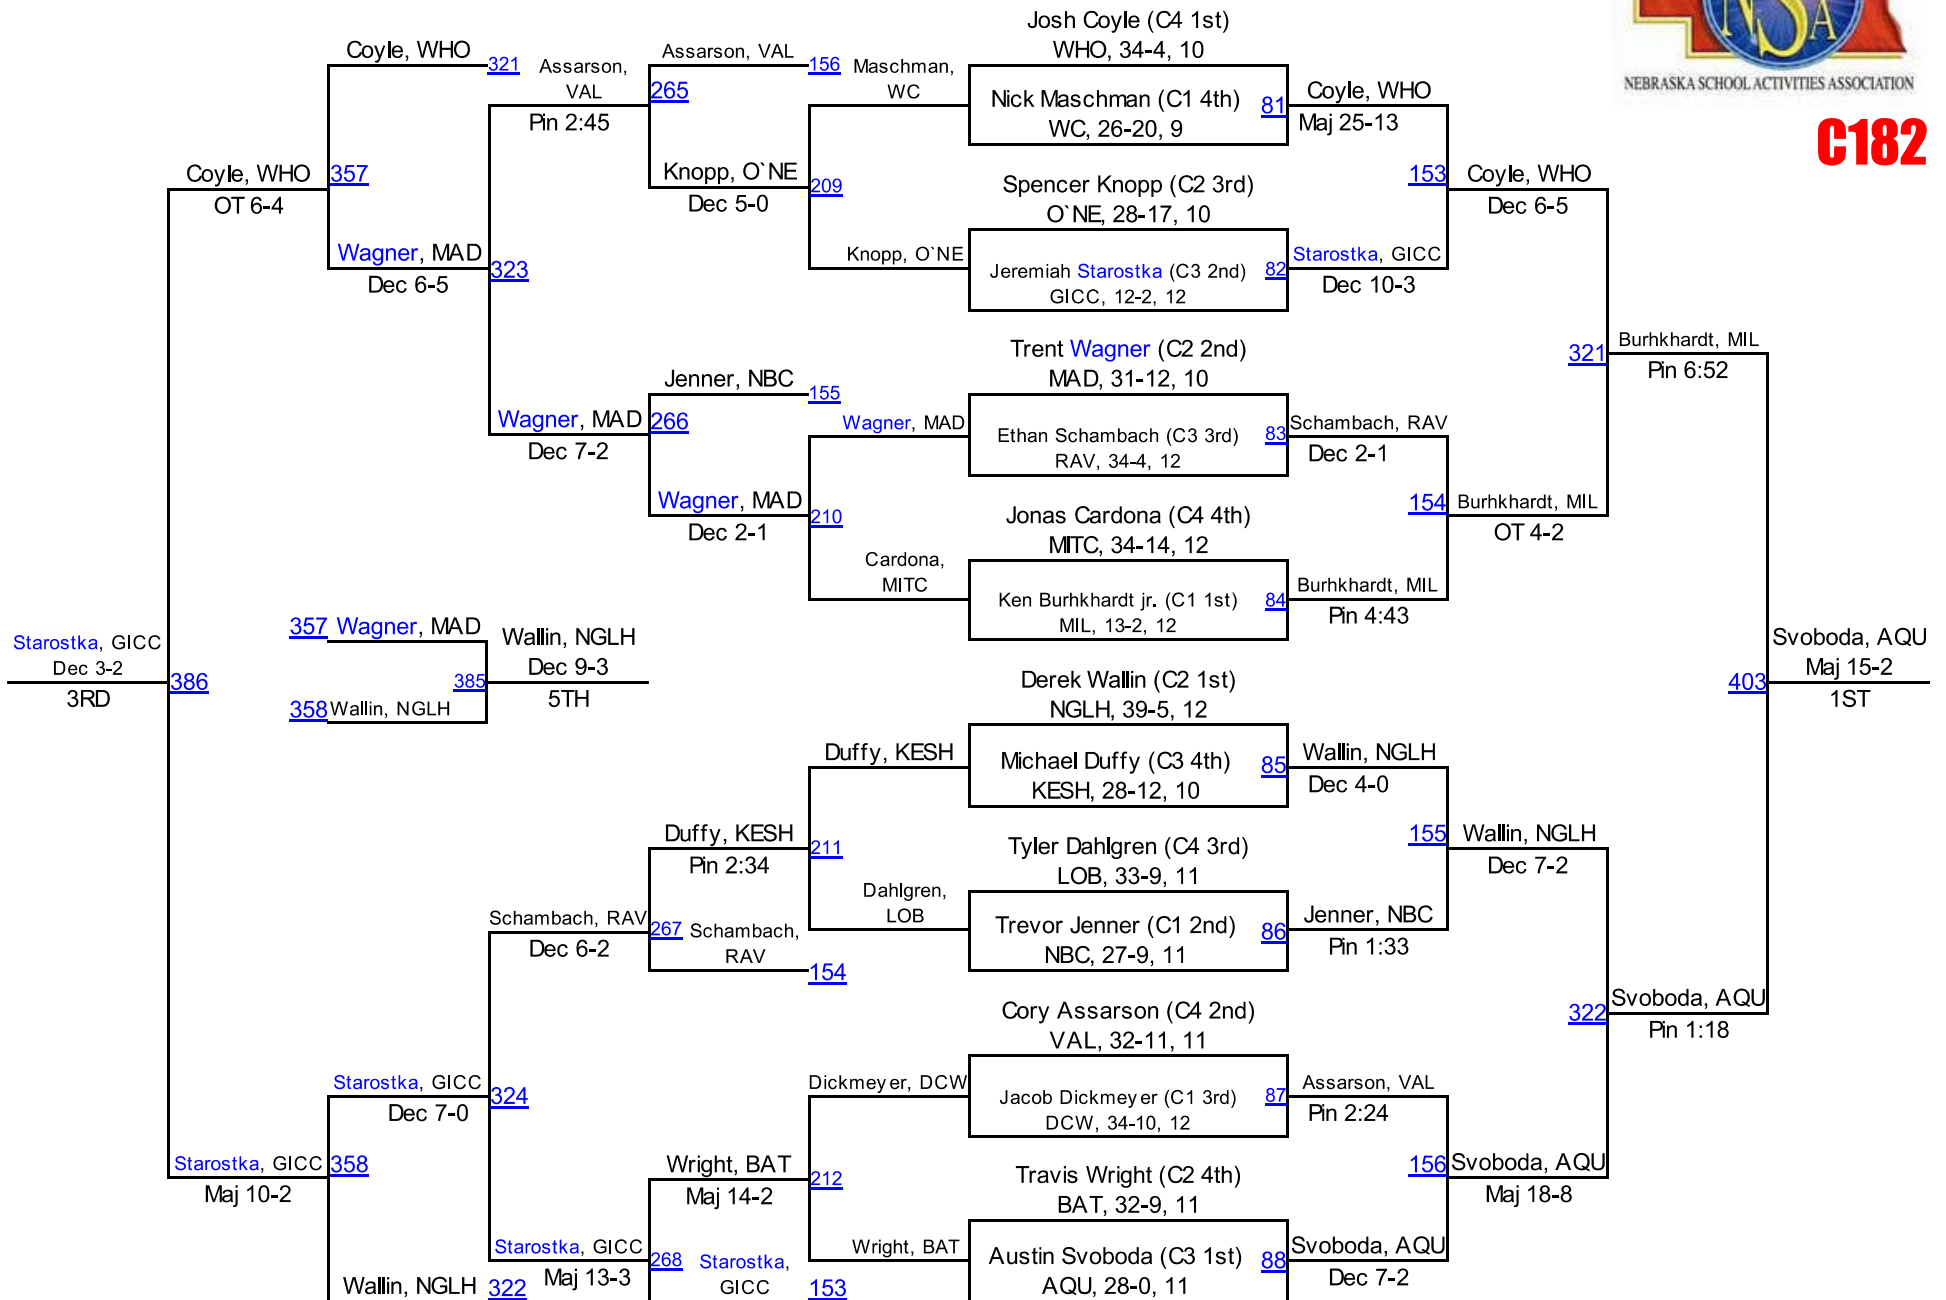 NSA
NEBRASKA SCHOOL ACTIVITIES ASSOCIATION
C182
Coyle, WHO
321
Coyle, WHO
357
OT 6-4
Wagner, MAD
323
Dec 6-5
Assarson,
VAL
265
Pin 2:45
Assarson, VAL
156
Knopp, O`NE
209
Dec 5-0
Maschman,
WC
Knopp, O`NE
Wagner, MAD
266
Dec 7-2
Jenner, NBC
155
Wagner, MAD
210
Dec 2-1
Wagner, MAD
Cardona,
MITC
Starostka, GICC
Dec 3-2
386
3RD
357 Wagner, MAD
358 Wallin, NGLH
385
Wallin, NGLH
Dec 9-3
5TH
Duffy, KESH
Duffy, KESH
211
Pin 2:34
Dahlgren,
LOB
Schambach, RAV
267
Dec 6-2
Schambach,
RAV
154
Starostka, GICC
324
Dec 7-0
Starostka, GICC
358
Maj 10-2
Dickmeyer, DCW
Wright, BAT
212
Maj 14-2
Wright, BAT
Starostka, GICC
268
Maj 13-3
Starostka,
GICC
153
Wallin, NGLH
322
Josh Coyle (C4 1st)
WHO, 34-4, 10
Nick Maschman (C1 4th)
WC, 26-20, 9
81
Spencer Knopp (C2 3rd)
O`NE, 28-17, 10
Jeremiah Starostka (C3 2nd)
GICC, 12-2, 12
82
Trent Wagner (C2 2nd)
MAD, 31-12, 10
Ethan Schambach (C3 3rd)
RAV, 34-4, 12
83
Jonas Cardona (C4 4th)
MITC, 34-14, 12
Ken Burhkhardt jr. (C1 1st)
MIL, 13-2, 12
84
Derek Wallin (C2 1st)
NGLH, 39-5, 12
Michael Duffy (C3 4th)
KESH, 28-12, 10
85
Tyler Dahlgren (C4 3rd)
LOB, 33-9, 11
Trevor Jenner (C1 2nd)
NBC, 27-9, 11
86
Cory Assarson (C4 2nd)
VAL, 32-11, 11
Jacob Dickmeyer (C1 3rd)
DCW, 34-10, 12
87
Travis Wright (C2 4th)
BAT, 32-9, 11
Austin Svoboda (C3 1st)
AQU, 28-0, 11
88
Coyle, WHO
Maj 25-13
153
Starostka, GICC
Dec 10-3
Coyle, WHO
Dec 6-5
Schambach, RAV
Dec 2-1
154
Burhkhardt, MIL
Pin 4:43
Burhkhardt, MIL
OT 4-2
321
Burhkhardt, MIL
Pin 6:52
Wallin, NGLH
Dec 4-0
155
Jenner, NBC
Pin 1:33
Wallin, NGLH
Dec 7-2
Assarson, VAL
Pin 2:24
156
Svoboda, AQU
Dec 7-2
Svoboda, AQU
Maj 18-8
322
Svoboda, AQU
Pin 1:18
403
Svoboda, AQU
Maj 15-2
1ST